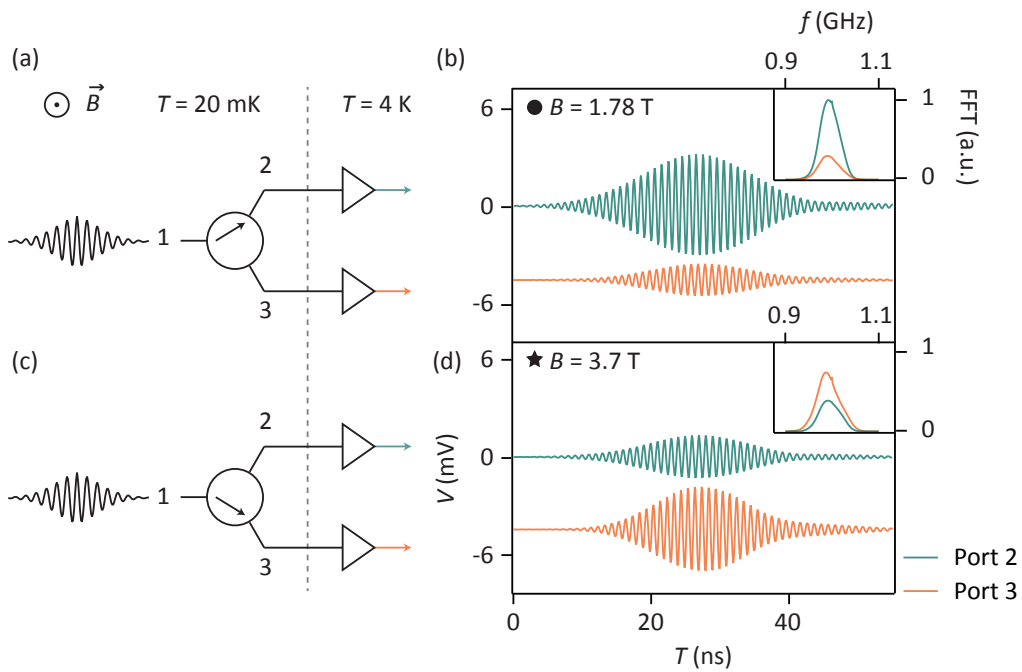 (a)
B
T = 20 mK
T = 4 K
2
1
3
(b)
f (GHz)
0.9 1.1
B = 1.78 T
6
0
-6
1
0
FFT (a.u.)
(c)
2
1
3
(d)
0.9 1.1
B = 3.7 T
6
0
-6
1
0
V (mV)
0 20 40
T (ns)
Port 2
Port 3